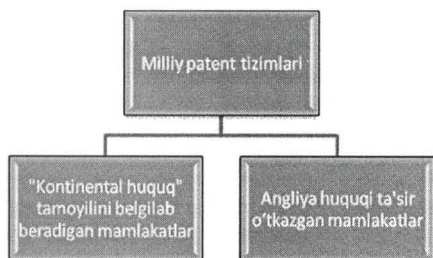 Milliy patent tizimlari
"Kontinental huquq"
tamoyilini belgilab
beradigan mamlakatlar
Angliya huquqi ta'sir
o‘tkazgan mamlakatlar